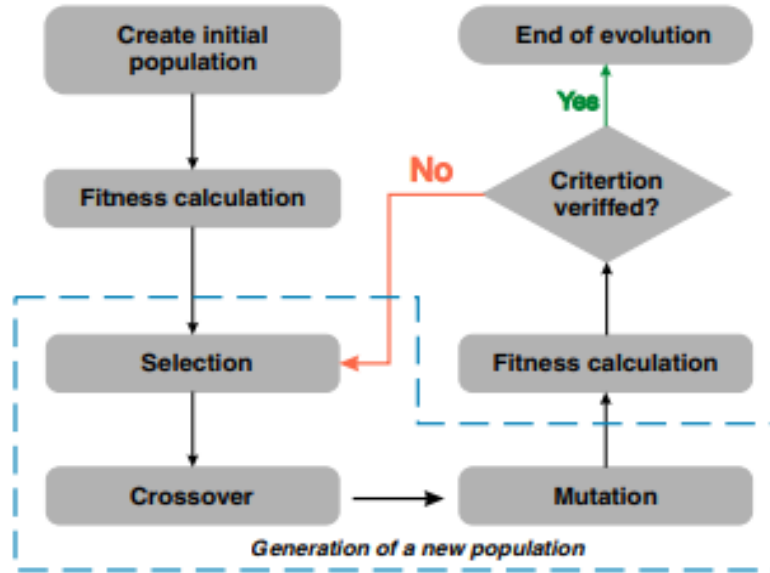 Create initial
population
Fitness calculation
Selection
Crossover
Mutation
Fitness calculation
Critertion
veriffed?
No
Yes
End of evolution
Generation of a new population